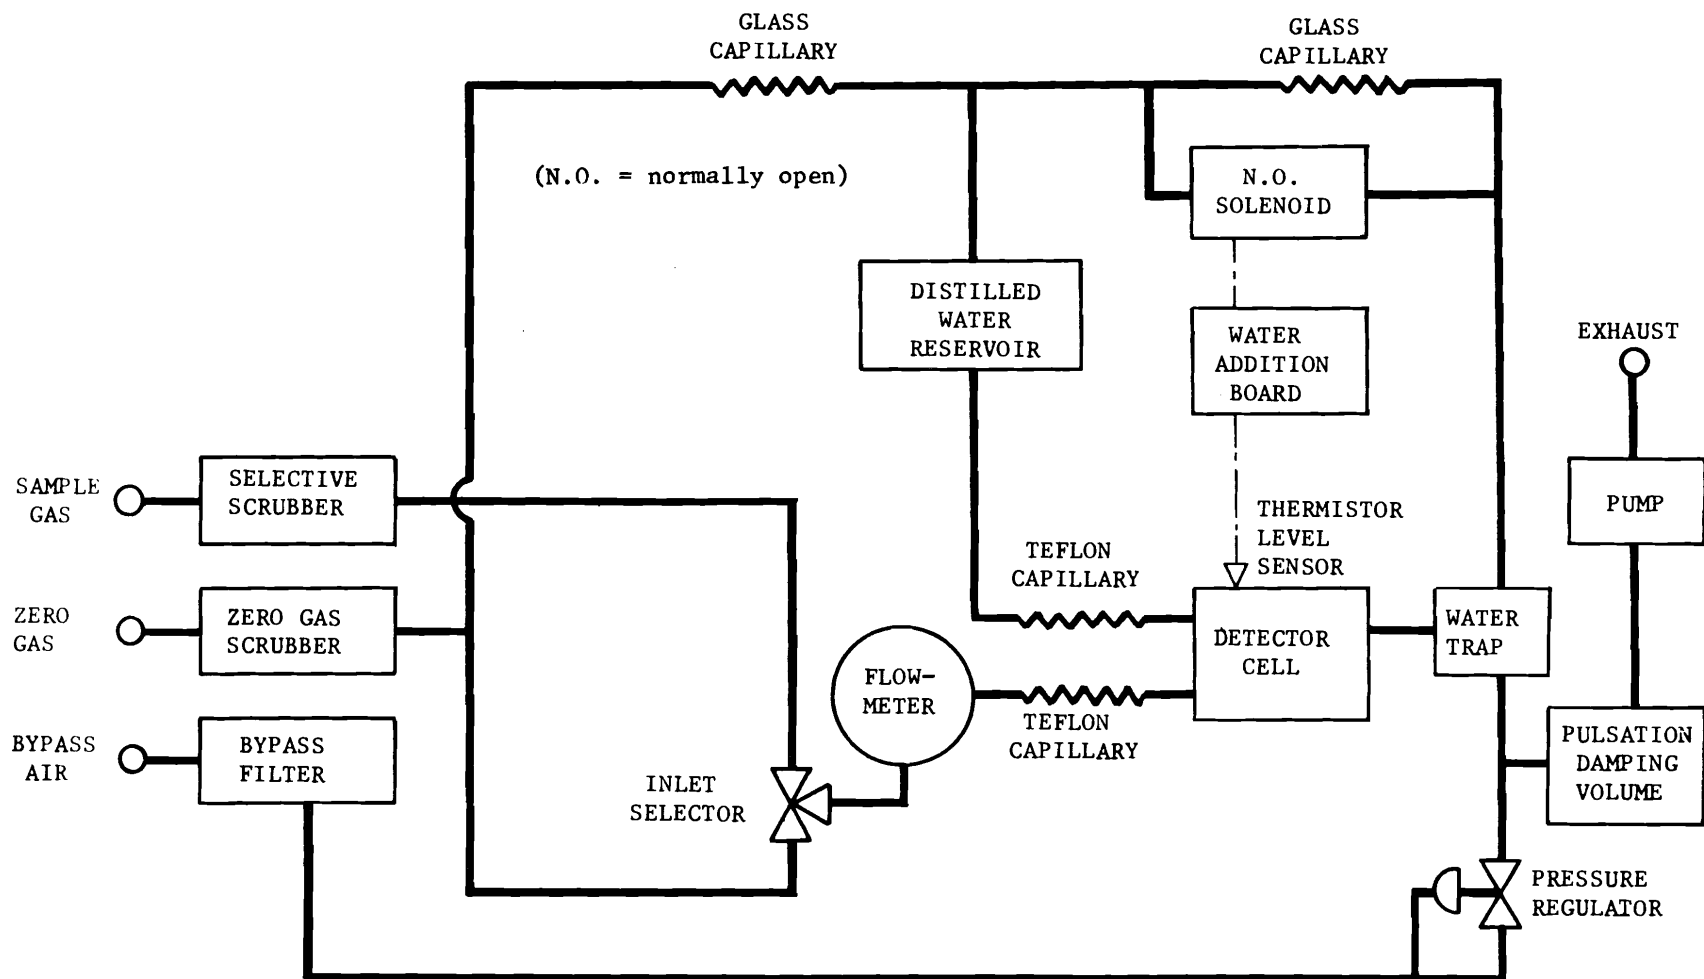 GLASS
CAPILLARY
GLASS
CAPILLARY
(N.O. = normally open)
N.O.
SOLENOID
DISTILLED
WATER
RESERVOIR
WATER
ADDITION
BOARD
EXHAUST
SAMPLE
GAS
SELECTIVE
SCRUBBER
PUMP
THERMISTOR
LEVEL
SENSOR
TEFLON
CAPILLARY
ZERO
GAS
ZERO GAS
SCRUBBER
DETECTOR
CELL
WATER
TRAP
FLOW-
METER
TEFLON
CAPILLARY
BYPASS
AIR
BYPASS
FILTER
PULSATION
DAMPING
VOLUME
INLET
SELECTOR
PRESSURE
REGULATOR